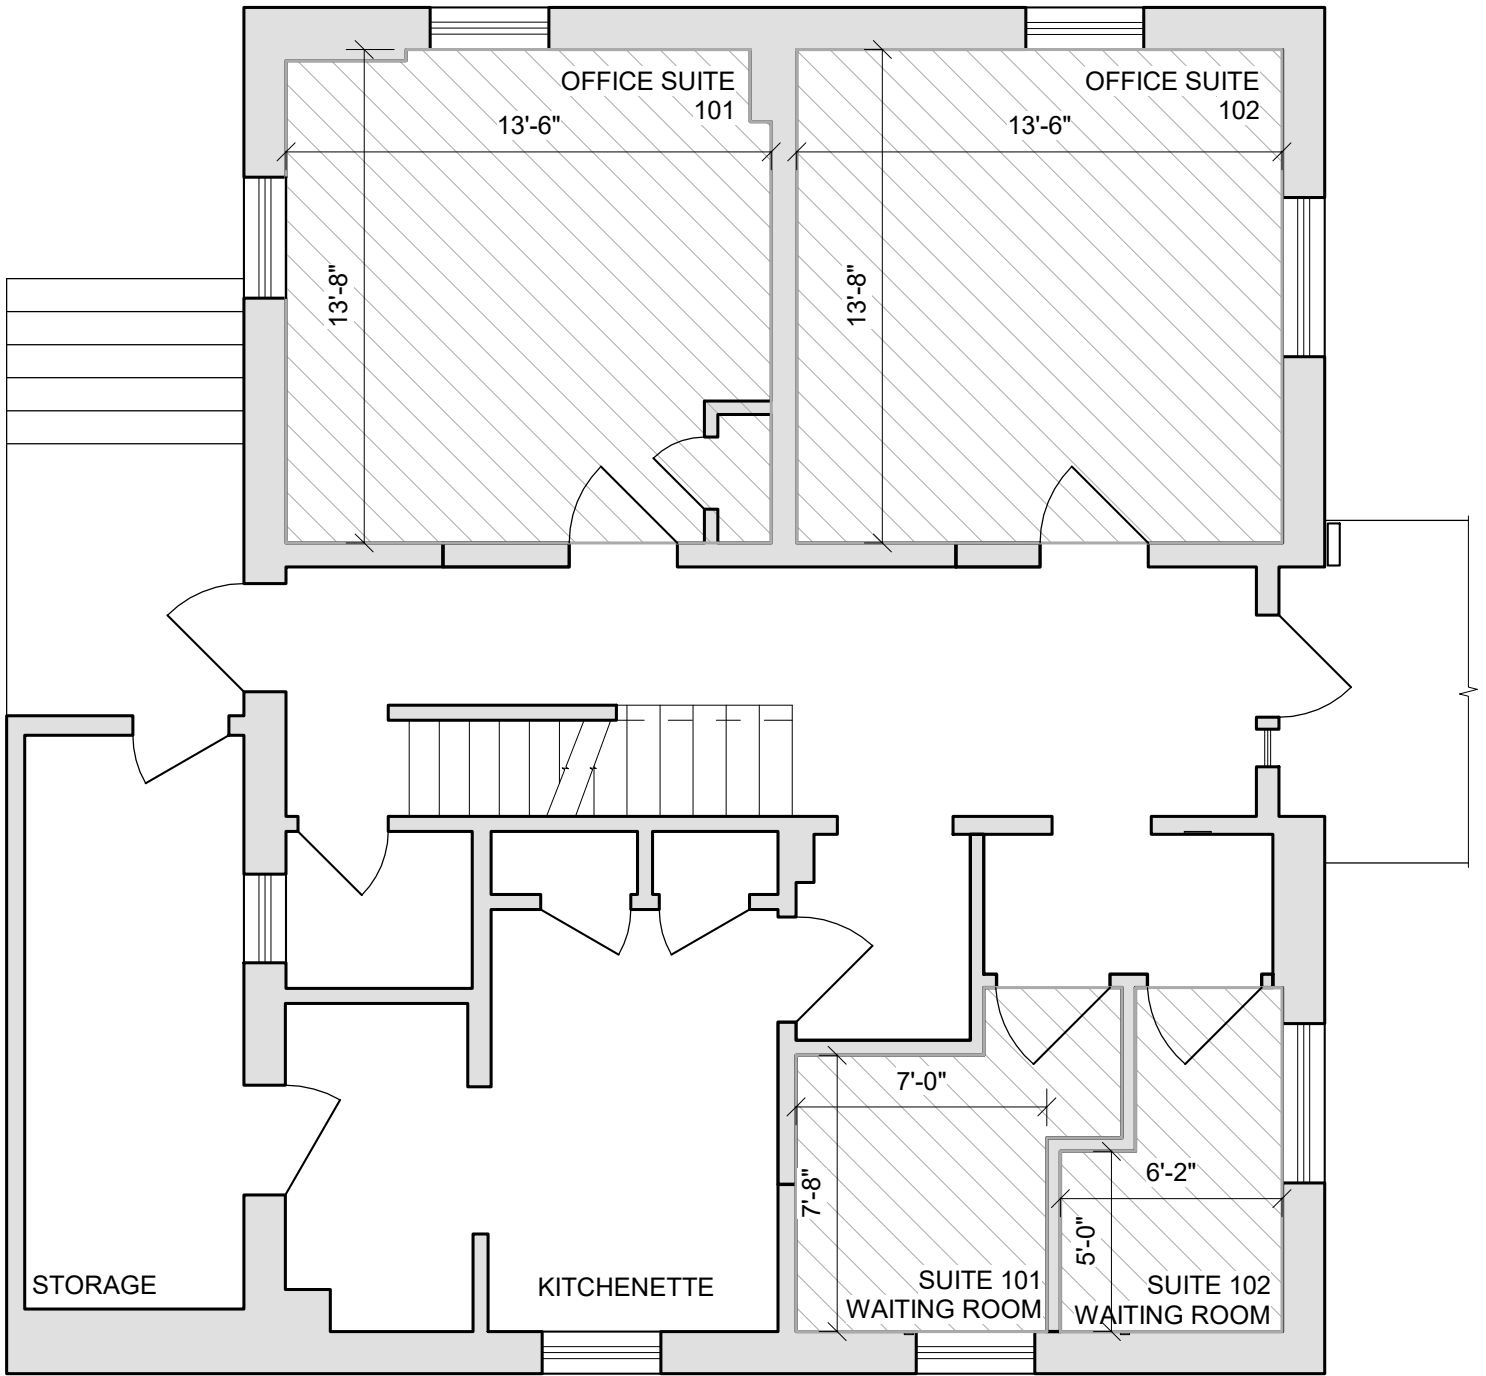 OFFICE SUITE
101
13'-6"
13'-8"
OFFICE SUITE
102
13'-6"
13'-8"
7'-0"
7'-8"
6'-2"
5'-0"
STORAGE
KITCHENETTE
SUITE 101
WAITING ROOM
SUITE 102
WAITING ROOM